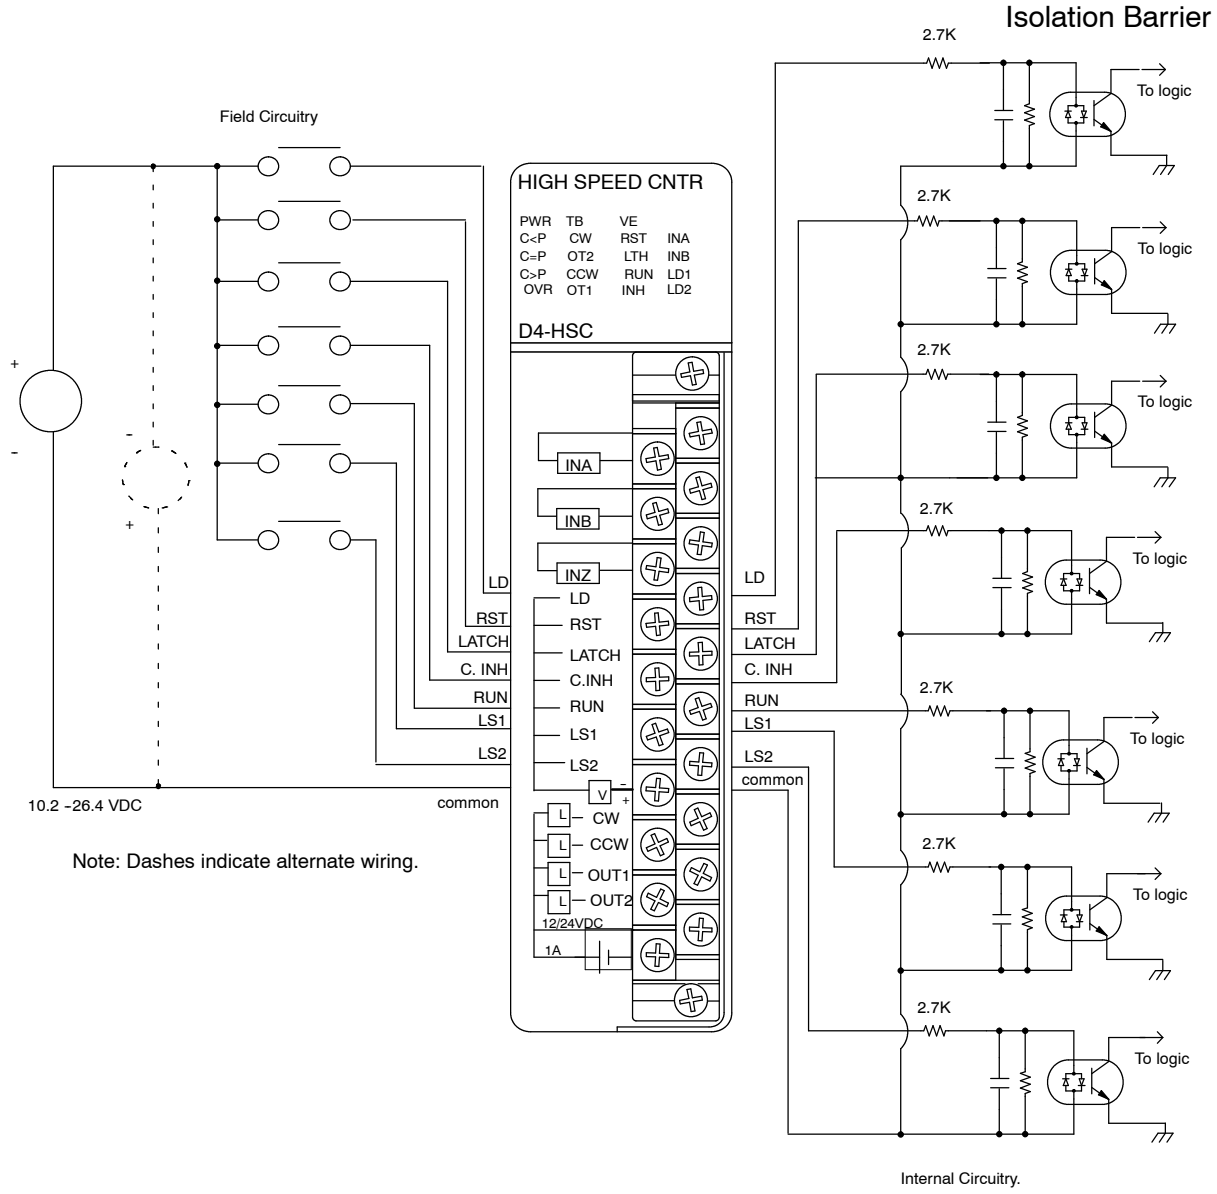 Isolation Barrier
2.7K
To logic
Field Circuitry
HIGH SPEED CNTR
PWR TB VE
C<P CW RST INA
C=P OT2 LTH INB
C>P CCW RUN LD1
OVR OT1 INH LD2
D4-HSC
2.7K
To logic
2.7K
To logic
+
-
-
+
INA
INB
INZ
LD
RST
LATCH
C.INH
RUN
LS1
LS2
V
-
+
L CW
L CCW
L OUT1
L OUT2
12/24VDC
1A
LD
RST
LATCH
C. INH
RUN
LS1
LS2
common
10.2 -26.4 VDC
Note: Dashes indicate alternate wiring.
LD
RST
LATCH
C. INH
RUN
LS1
LS2
common
2.7K
To logic
2.7K
To logic
2.7K
To logic
2.7K
To logic
Internal Circuitry.